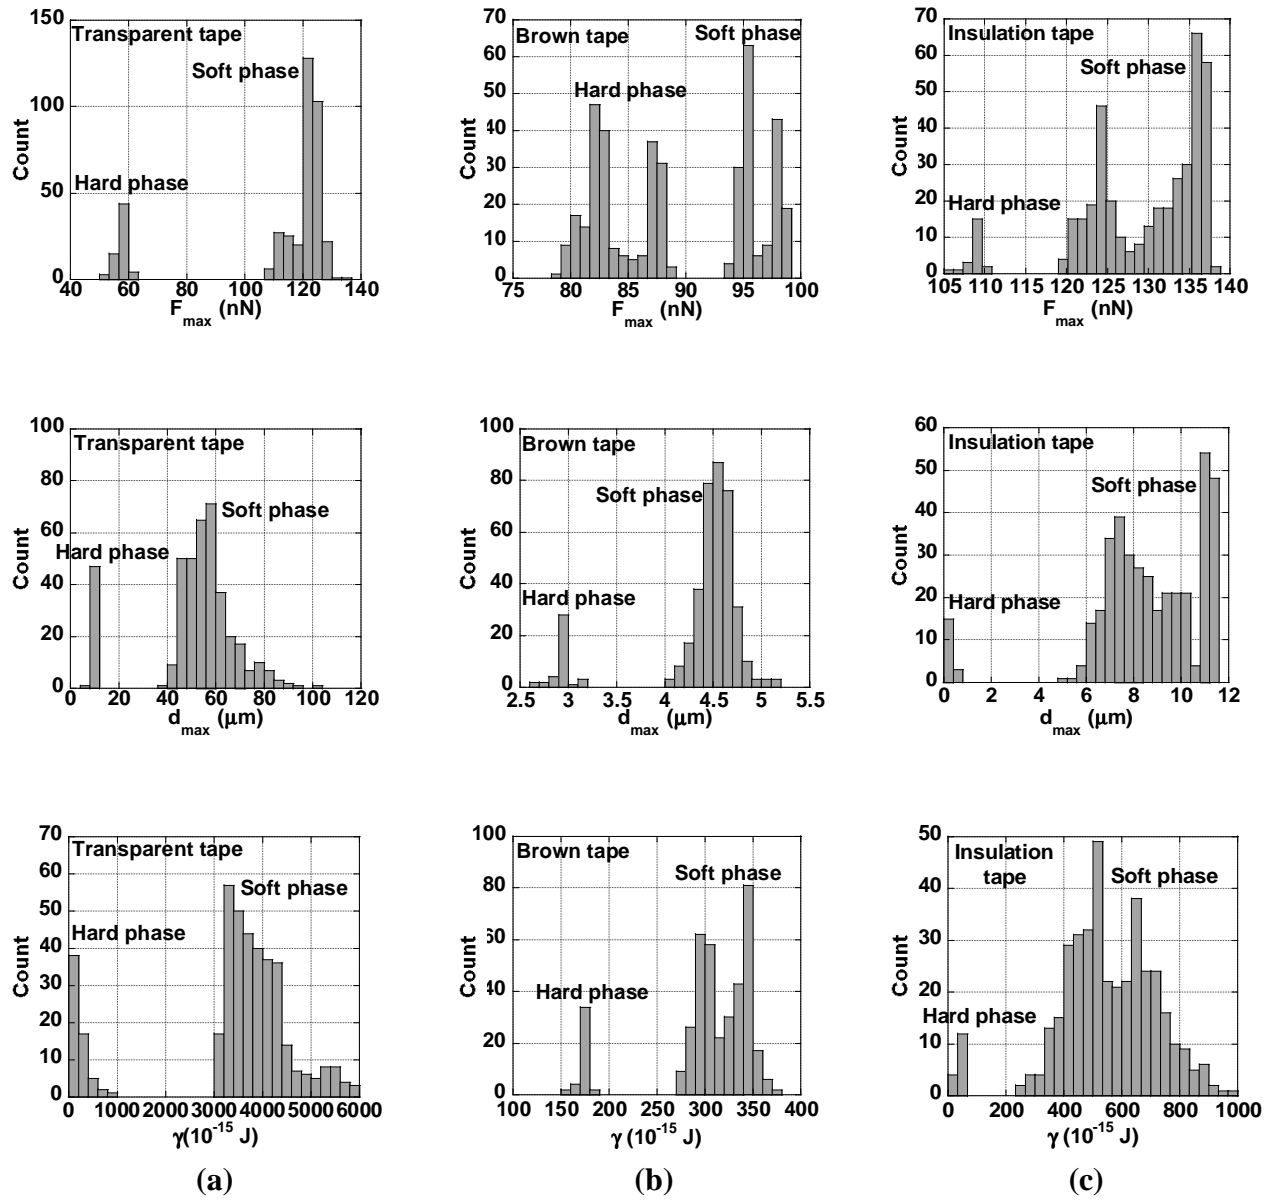 Transparent tape
Soft phase
Hard phase
Count
150
100
50
0
40 60 80 100 120 140
F_max (nN)
Brown tape
Soft phase
Hard phase
Count
70
60
50
40
30
20
10
0
75 80 85 90 95 100
F_max (nN)
Insulation tape
Soft phase
Hard phase
Count
70
60
50
40
30
20
10
0
105 110 115 120 125 130 135 140
F_max (nN)
Transparent tape
Soft phase
Hard phase
Count
100
80
60
40
20
0
0 20 40 60 80 100 120
d_max (μm)
Brown tape
Soft phase
Hard phase
Count
100
80
60
40
20
0
2.5 3 3.5 4 4.5 5 5.5
d_max (μm)
Insulation tape
Soft phase
Hard phase
Count
60
50
40
30
20
10
0
0 2 4 6 8 10 12
d_max (μm)
Transparent tape
Soft phase
Hard phase
Count
70
60
50
40
30
20
10
0
0 1000 2000 3000 4000 5000 6000
γ(10^-15 J)
Brown tape
Soft phase
Hard phase
Count
100
80
60
40
20
0
100 150 200 250 300 350 400
γ (10^-15 J)
Insulation
tape
Soft phase
Hard phase
Count
50
40
30
20
10
0
0 200 400 600 800 1000
γ (10^-15 J)
(a) (b) (c)